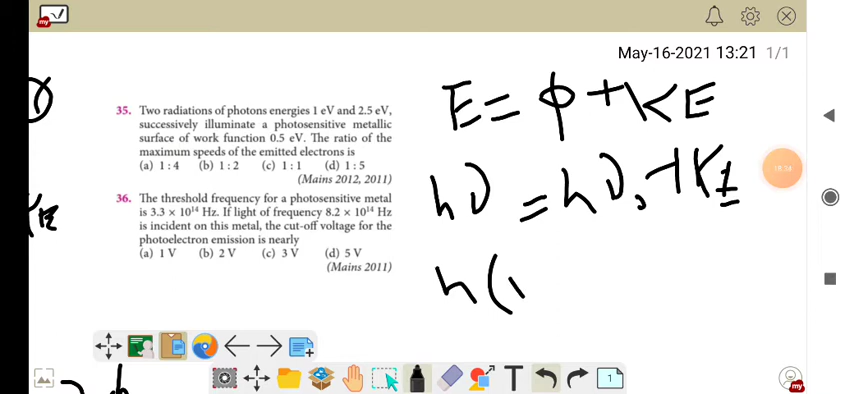 May-16-2021 13:21 1/1
E = φ + KE
35. Two radiations of photons energies 1 eV and 2.5 eV,
successively illuminate a photosensitive metallic
surface of work function 0.5 eV. The ratio of the
maximum speeds of the emitted electrons is
(a) 1 : 4 (b) 1 : 2 (c) 1 : 1 (d) 1 : 5
(Mains 2012, 2011)
36. The threshold frequency for a photosensitive metal
is 3.3 × 10¹⁴ Hz. If light of frequency 8.2 × 10¹⁴ Hz
is incident on this metal, the cut-off voltage for the
photoelectron emission is nearly
(a) 1 V (b) 2 V (c) 3 V (d) 5 V
(Mains 2011)
hν = hν₀ + K
h(
T
1
my
my